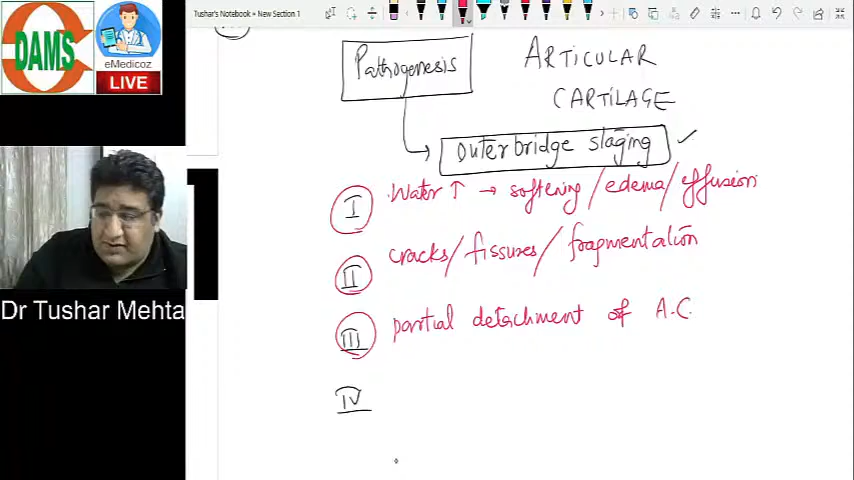 Tushar's Notebook » New Section 1
DAMS
eMedicoz
LIVE
Pathogenesis
ARTICULAR
CARTILAGE
Outerbridge staging ✓
I Water ↑ → softening/edema/effusion
II cracks/fissures/fragmentation
III partial detachment of A.C.
IV
Dr Tushar Mehta